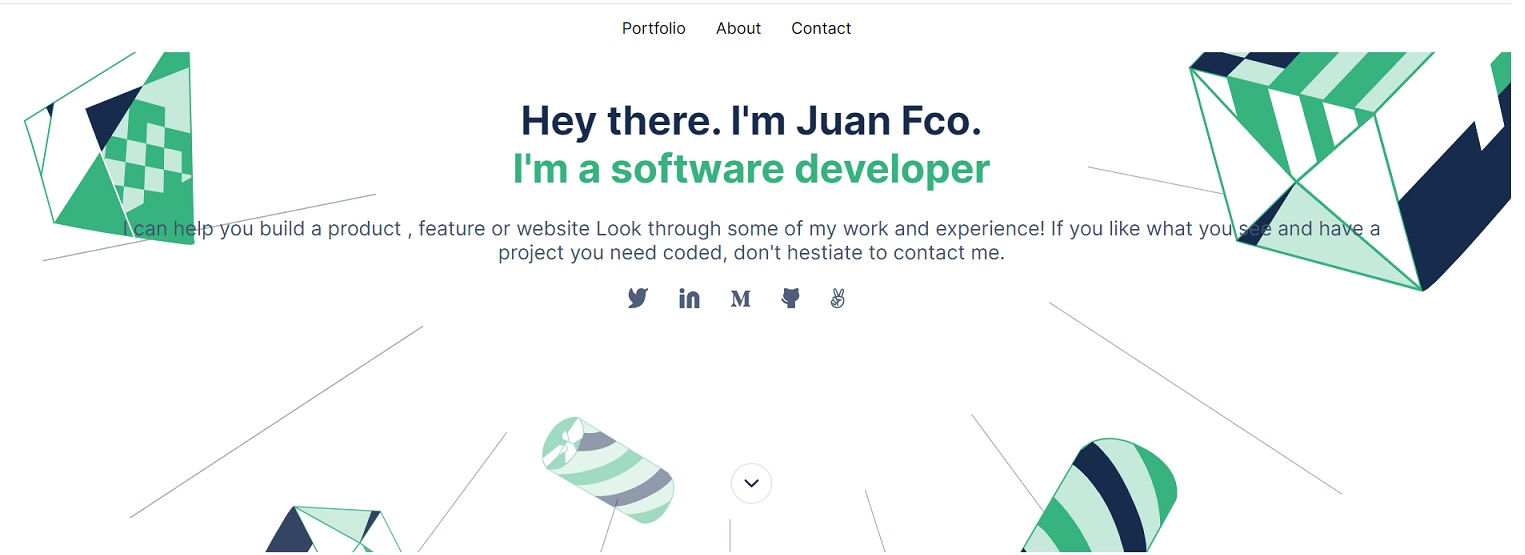 Portfolio About Contact
Hey there. I'm Juan Fco.
I'm a software developer
I can help you build a product , feature or website Look through some of my work and experience! If you like what you see and have a
project you need coded, don't hestiate to contact me.